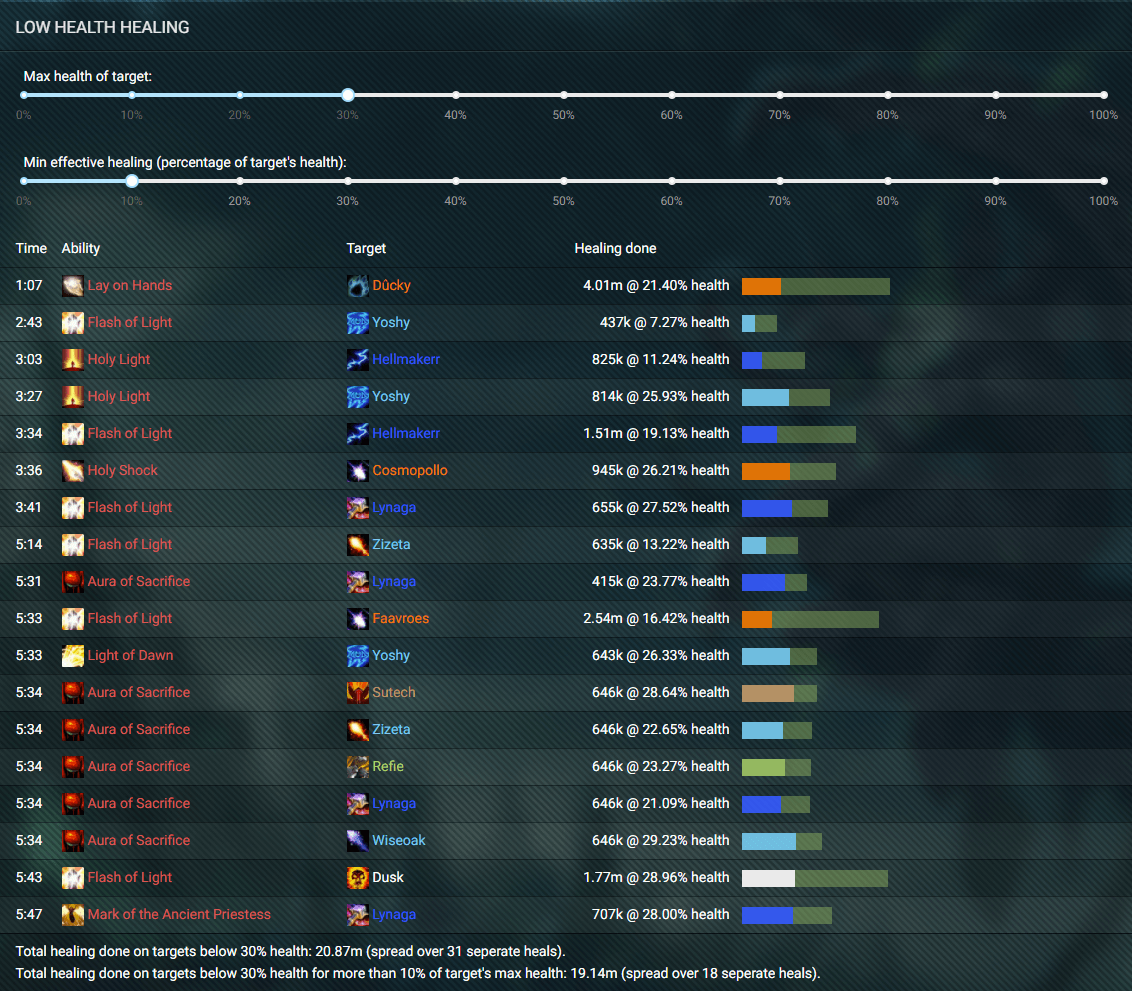 LOW HEALTH HEALING
Max health of target:
0% 10% 20% 30% 40% 50% 60% 70% 80% 90% 100%
Min effective healing (percentage of target's health):
0% 10% 20% 30% 40% 50% 60% 70% 80% 90% 100%
Time Ability Target Healing done
1:07 Lay on Hands Dûcky 4.01m @ 21.40% health
2:43 Flash of Light Yoshy 437k @ 7.27% health
3:03 Holy Light Hellmakerr 825k @ 11.24% health
3:27 Holy Light Yoshy 814k @ 25.93% health
3:34 Flash of Light Hellmakerr 1.51m @ 19.13% health
3:36 Holy Shock Cosmopollo 945k @ 26.21% health
3:41 Flash of Light Lynaga 655k @ 27.52% health
5:14 Flash of Light Zizeta 635k @ 13.22% health
5:31 Aura of Sacrifice Lynaga 415k @ 23.77% health
5:33 Flash of Light Faavroes 2.54m @ 16.42% health
5:33 Light of Dawn Yoshy 643k @ 26.33% health
5:34 Aura of Sacrifice Sutech 646k @ 28.64% health
5:34 Aura of Sacrifice Zizeta 646k @ 22.65% health
5:34 Aura of Sacrifice Refie 646k @ 23.27% health
5:34 Aura of Sacrifice Lynaga 646k @ 21.09% health
5:34 Aura of Sacrifice Wiseoak 646k @ 29.23% health
5:43 Flash of Light Dusk 1.77m @ 28.96% health
5:47 Mark of the Ancient Priestess Lynaga 707k @ 28.00% health
Total healing done on targets below 30% health: 20.87m (spread over 31 seperate heals).
Total healing done on targets below 30% health for more than 10% of target's max health: 19.14m (spread over 18 seperate heals).